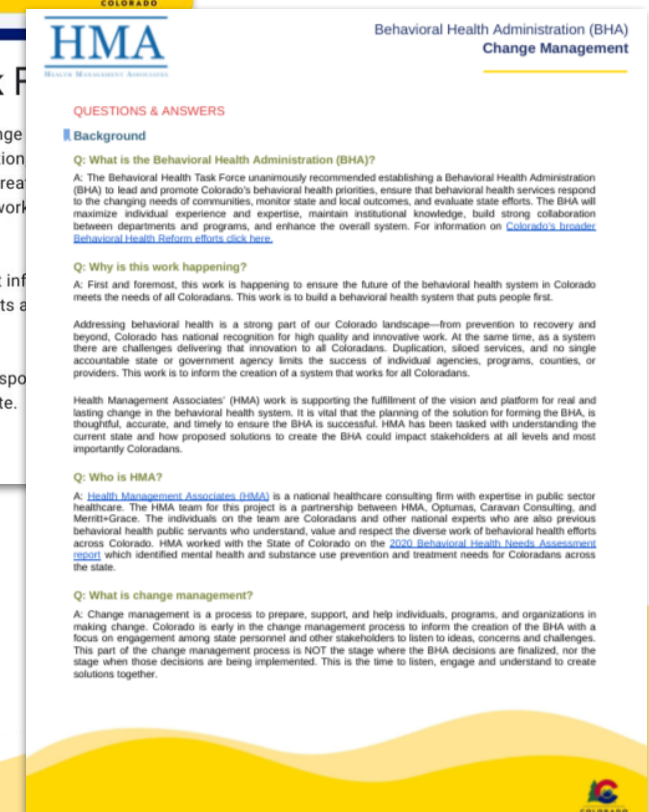 COLORADO
HMA
HEALTH MANAGEMENT ASSOCIATES
Behavioral Health Administration (BHA)
Change Management
QUESTIONS & ANSWERS
Background
Q: What is the Behavioral Health Administration (BHA)?
A: The Behavioral Health Task Force unanimously recommended establishing a Behavioral Health Administration
(BHA) to lead and promote Colorado's behavioral health priorities, ensure that behavioral health services respond
to the changing needs of communities, monitor state and local outcomes, and evaluate state efforts. The BHA will
maximize individual experience and expertise, maintain institutional knowledge, build strong collaboration
between departments and programs, and enhance the overall system. For information on Colorado's broader
Behavioral Health Reform efforts click here.
Q: Why is this work happening?
A: First and foremost, this work is happening to ensure the future of the behavioral health system in Colorado
meets the needs of all Coloradans. This work is to build a behavioral health system that puts people first.
Addressing behavioral health is a strong part of our Colorado landscape—from prevention to recovery and
beyond, Colorado has national recognition for high quality and innovative work. At the same time, as a system
there are challenges delivering that innovation to all Coloradans. Duplication, siloed services, and no single
accountable state or government agency limits the success of individual agencies, programs, counties, or
providers. This work is to inform the creation of a system that works for all Coloradans.
Health Management Associates' (HMA) work is supporting the fulfillment of the vision and platform for real and
lasting change in the behavioral health system. It is vital that the planning of the solution for forming the BHA, is
thoughtful, accurate, and timely to ensure the BHA is successful. HMA has been tasked with understanding the
current state and how proposed solutions to create the BHA could impact stakeholders at all levels and most
importantly Coloradans.
Q: Who is HMA?
A: Health Management Associates (HMA) is a national healthcare consulting firm with expertise in public sector
healthcare. The HMA team for this project is a partnership between HMA, Optumas, Caravan Consulting, and
Merritt+Grace. The individuals on the team are Coloradans and other national experts who are also previous
behavioral health public servants who understand, value and respect the diverse work of behavioral health efforts
across Colorado. HMA worked with the State of Colorado on the 2020 Behavioral Health Needs Assessment
report which identified mental health and substance use prevention and treatment needs for Coloradans across
the state.
Q: What is change management?
A: Change management is a process to prepare, support, and help individuals, programs, and organizations in
making change. Colorado is early in the change management process to inform the creation of the BHA with a
focus on engagement among state personnel and other stakeholders to listen to ideas, concerns and challenges.
This part of the change management process is NOT the stage where the BHA decisions are finalized, nor the
stage when those decisions are being implemented. This is the time to listen, engage and understand to create
solutions together.